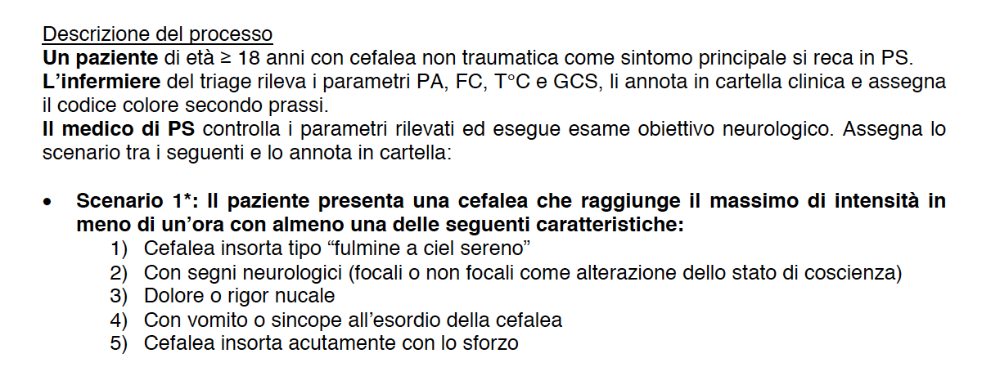 Descrizione del processo
Un paziente di età ≥ 18 anni con cefalea non traumatica come sintomo principale si reca in PS.
L’infermiere del triage rileva i parametri PA, FC, T°C e GCS, li annota in cartella clinica e assegna
il codice colore secondo prassi.
Il medico di PS controlla i parametri rilevati ed esegue esame obiettivo neurologico. Assegna lo
scenario tra i seguenti e lo annota in cartella:
• Scenario 1*: Il paziente presenta una cefalea che raggiunge il massimo di intensità in
meno di un’ora con almeno una delle seguenti caratteristiche:
1) Cefalea insorta tipo “fulmine a ciel sereno”
2) Con segni neurologici (focali o non focali come alterazione dello stato di coscienza)
3) Dolore o rigor nucale
4) Con vomito o sincope all’esordio della cefalea
5) Cefalea insorta acutamente con lo sforzo